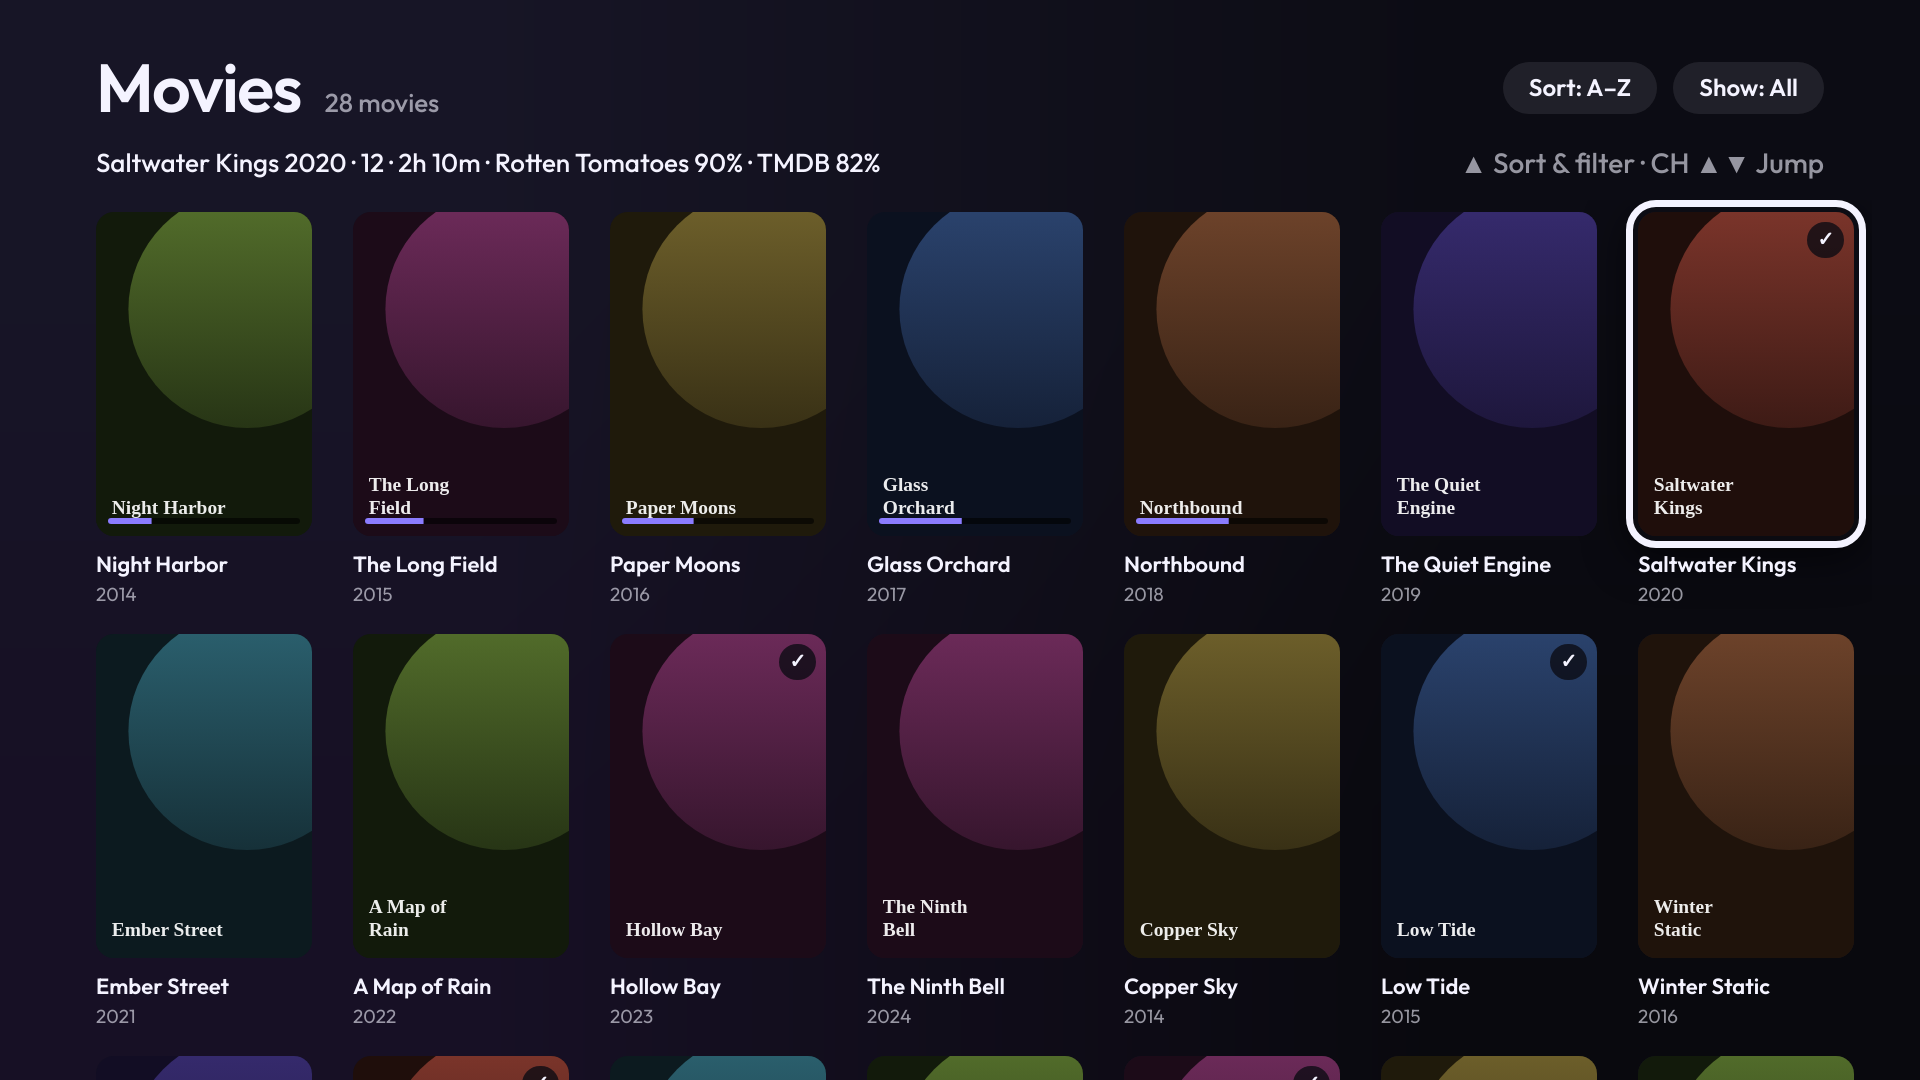 Movies 28 movies
Sort: A–Z
Show: All
Saltwater Kings 2020 · 12 · 2h 10m · Rotten Tomatoes 90% · TMDB 82%
▲ Sort & filter · CH ▲ ▼ Jump
Night Harbor
The Long
Field
Paper Moons
Glass
Orchard
Northbound
The Quiet
Engine
✓
Saltwater
Kings
Night Harbor
2014
The Long Field
2015
Paper Moons
2016
Glass Orchard
2017
Northbound
2018
The Quiet Engine
2019
Saltwater Kings
2020
Ember Street
A Map of
Rain
✓
Hollow Bay
The Ninth
Bell
Copper Sky
✓
Low Tide
Winter
Static
Ember Street
2021
A Map of Rain
2022
Hollow Bay
2023
The Ninth Bell
2024
Copper Sky
2014
Low Tide
2015
Winter Static
2016